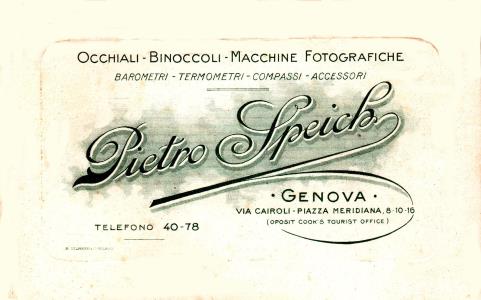 OCCHIALI - BINOCCOLI - MACCHINE FOTOGRAFICHE
BAROMETRI - TERMOMETRI - COMPASSI - ACCESSORI
Pietro Speich.
· GENOVA ·
VIA CAIROLI - PIAZZA MERIDIANA, 8-10-16
(OPOSIT COOK'S TOURIST OFFICE)
TELEFONO 40-78